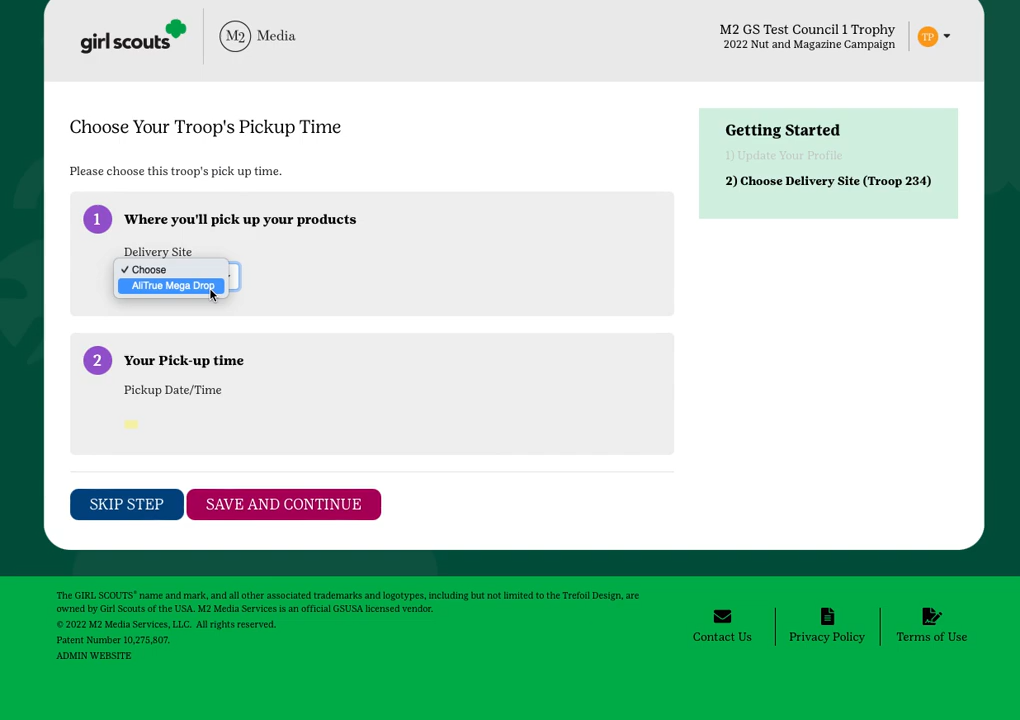 girl scouts
M2 Media
M2 GS Test Council 1 Trophy
2022 Nut and Magazine Campaign
TP
Choose Your Troop's Pickup Time
Please choose this troop's pick up time.
1 Where you'll pick up your products
Delivery Site
✓ Choose
AllTrue Mega Drop
2 Your Pick-up time
Pickup Date/Time
SKIP STEP
SAVE AND CONTINUE
Getting Started
1) Update Your Profile
2) Choose Delivery Site (Troop 234)
The GIRL SCOUTS® name and mark, and all other associated trademarks and logotypes, including but not limited to the Trefoil Design, are
owned by Girl Scouts of the USA. M2 Media Services is an official GSUSA licensed vendor.
© 2022 M2 Media Services, LLC. All rights reserved.
Patent Number 10,275,807.
ADMIN WEBSITE
Contact Us
Privacy Policy
Terms of Use